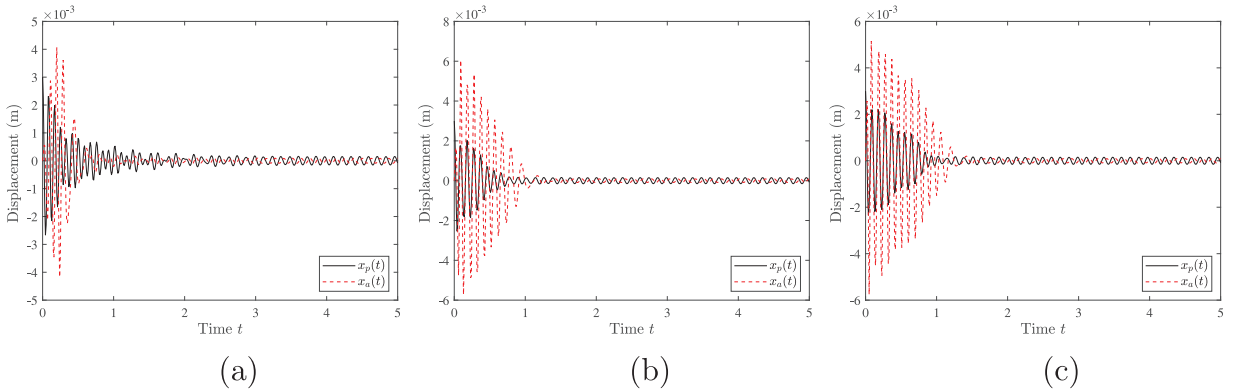 ×10⁻³
5
4
3
2
1
0
-1
-2
-3
-4
-5
Displacement (m)
0 1 2 3 4 5
Time t
xₚ(t)
xₐ(t)
(a)
×10⁻³
8
6
4
2
0
-2
-4
-6
Displacement (m)
0 1 2 3 4 5
Time t
xₚ(t)
xₐ(t)
(b)
×10⁻³
6
4
2
0
-2
-4
-6
Displacement (m)
0 1 2 3 4 5
Time t
xₚ(t)
xₐ(t)
(c)